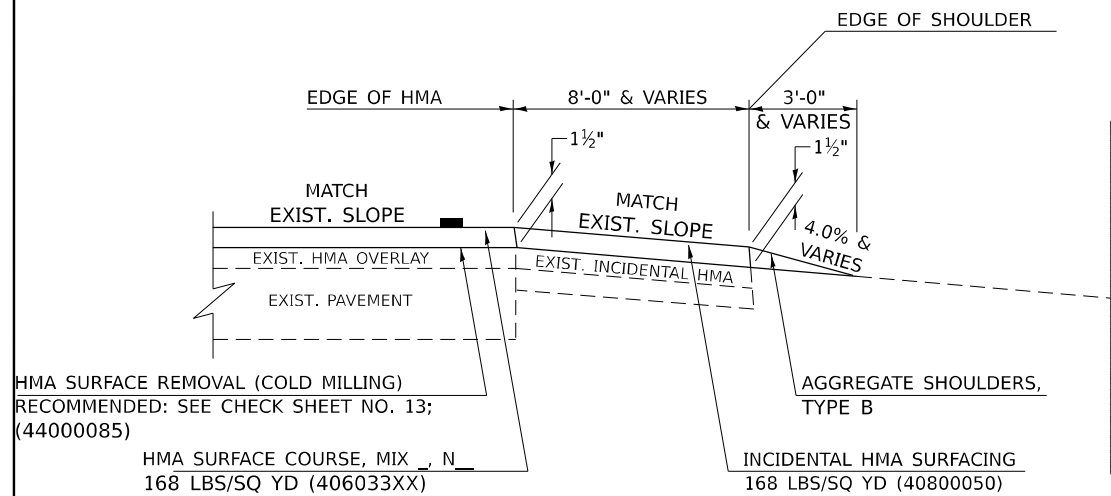 EDGE OF SHOULDER
EDGE OF HMA
8'-0" & VARIES
3'-0"
& VARIES
1½"
1½"
MATCH
EXIST. SLOPE
MATCH
EXIST. SLOPE
4.0% &
VARIES
EXIST. HMA OVERLAY
EXIST. INCIDENTAL HMA
EXIST. PAVEMENT
HMA SURFACE REMOVAL (COLD MILLING)
RECOMMENDED: SEE CHECK SHEET NO. 13;
(44000085)
AGGREGATE SHOULDERS,
TYPE B
HMA SURFACE COURSE, MIX _, N__
168 LBS/SQ YD (406033XX)
INCIDENTAL HMA SURFACING
168 LBS/SQ YD (40800050)